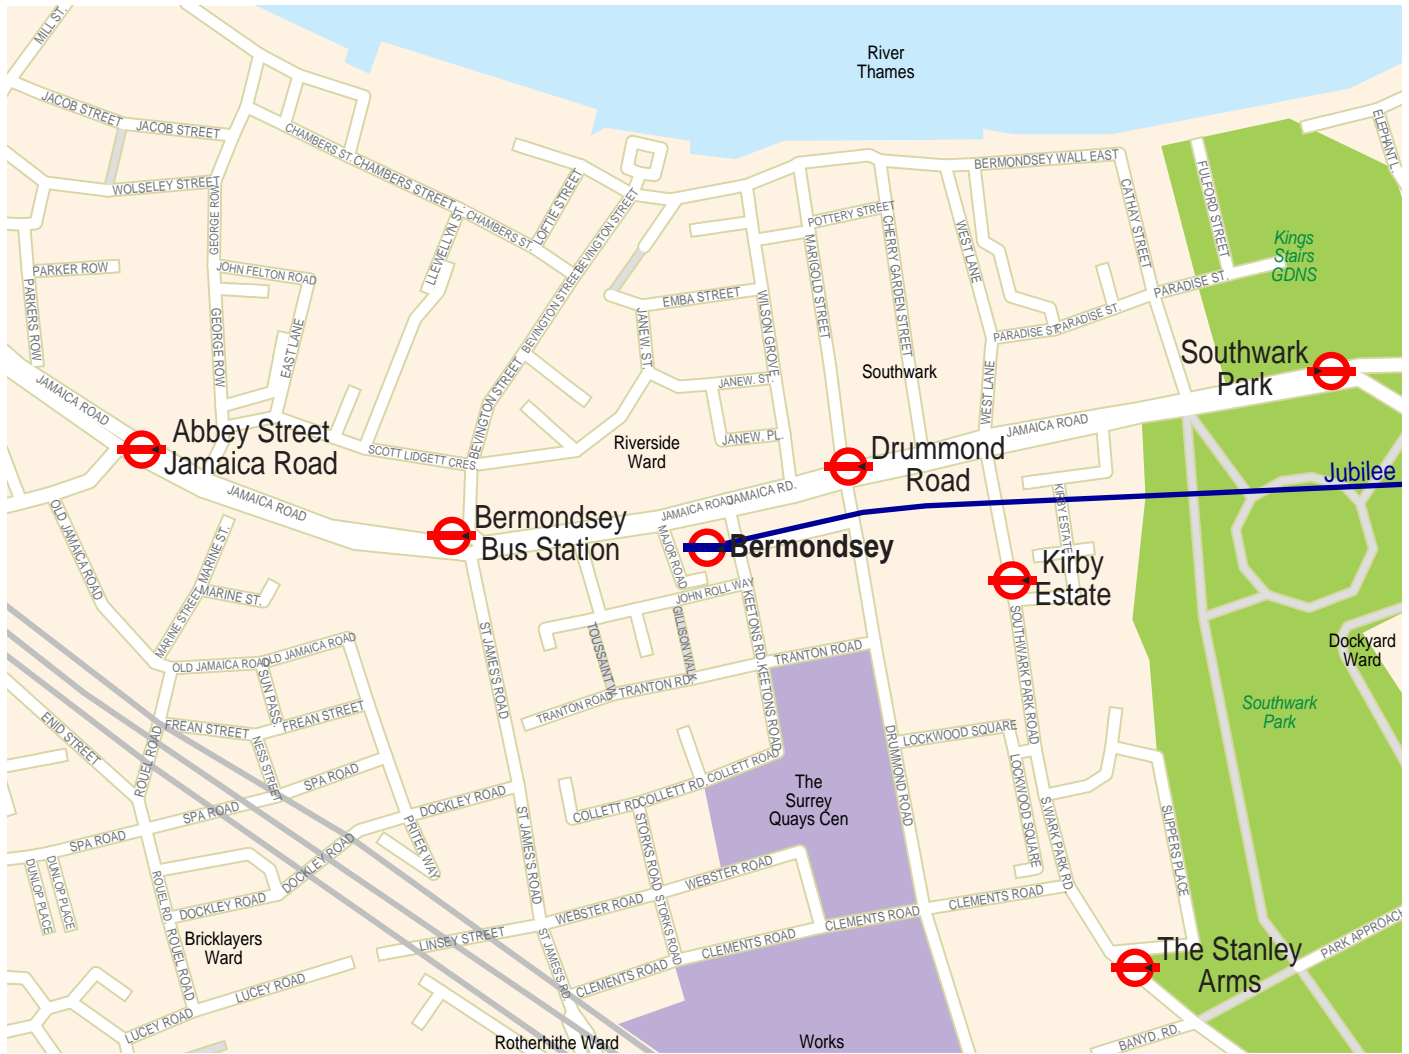 River
Thames
MILL ST.
JACOB STREET
JACOB STREET
CHAMBERS ST.
CHAMBERS STREET
CHAMBERS ST.
WOLSELEY STREET
GEORGE ROW
LLEWELLYN ST.
LOFTIE STREET
BEVINGTON STREET
BERMONDSEY WALL EAST
ELEPHANT L.
FULFORD STREET
CATHAY STREET
POTTERY STREET
MARIGOLD STREET
CHERRY GARDEN STREET
WEST LANE
Kings
Stairs
GDNS
PARKER ROW
PARKERS ROW
JOHN FELTON ROAD
GEORGE ROW
EAST LANE
BEVINGTON STREET
EMBA STREET
WILSON GROVE
JANEW. ST.
PARADISE ST.
PARADISE ST.
PARADISE ST.
Southwark
Park
Southwark
JANEW. ST.
JANEW. PL.
WEST LANE
JAMAICA ROAD
JAMAICA ROAD
BEVINGTON STREET
Abbey Street
Jamaica Road
SCOTT LIDGETT CRES.
Riverside
Ward
Drummond
Road
Jubilee
JAMAICA ROAD
JAMAICA ROAD
JAMAICA RD.
KIRBY ESTATE
OLD JAMAICA ROAD
MARINE ST.
Bermondsey
Bus Station
MAJOR ROAD
Bermondsey
Kirby
Estate
MARINE ST.
MARINE STREET
JOHN ROLL WAY
KEETONS RD.
TOUSSAINT W.
GILLISON WALK
SOUTHWARK PARK ROAD
Dockyard
Ward
OLD JAMAICA ROAD
OLD JAMAICA ROAD
SUN PASS.
ST JAMES'S ROAD
TRANTON ROAD
TRANTON RD.
TRANTON ROAD
KEETONS ROAD
Southwark
Park
ENID STREET
ROUEL ROAD
FREAN STREET
FREAN STREET
NESS STREET
LOCKWOOD SQUARE
DRUMMOND ROAD
SPA ROAD
SPA ROAD
SPA ROAD
DOCKLEY ROAD
COLLETT RD.
COLLETT RD.
COLLETT ROAD
The
Surrey
Quays Cen
LOCKWOOD SQUARE
S WARK PARK RD
SLIPPERS PLACE
DUNLOP PLACE
DUNLOP PLACE
PRITER WAY
DOCKLEY ROAD
DOCKLEY ROAD
ST. JAMES'S ROAD
STORKS ROAD
STORKS ROAD
WEBSTER ROAD
WEBSTER ROAD
CLEMENTS ROAD
CLEMENTS ROAD
CLEMENTS ROAD
CLEMENTS ROAD
ROUEL RD.
ROUEL ROAD
Bricklayers
Ward
LINSEY STREET
ST JAMES'S RD.
The Stanley
Arms
PARK APPROACH
LUCEY ROAD
LUCEY ROAD
Rotherhithe Ward
Works
BANYD. RD.